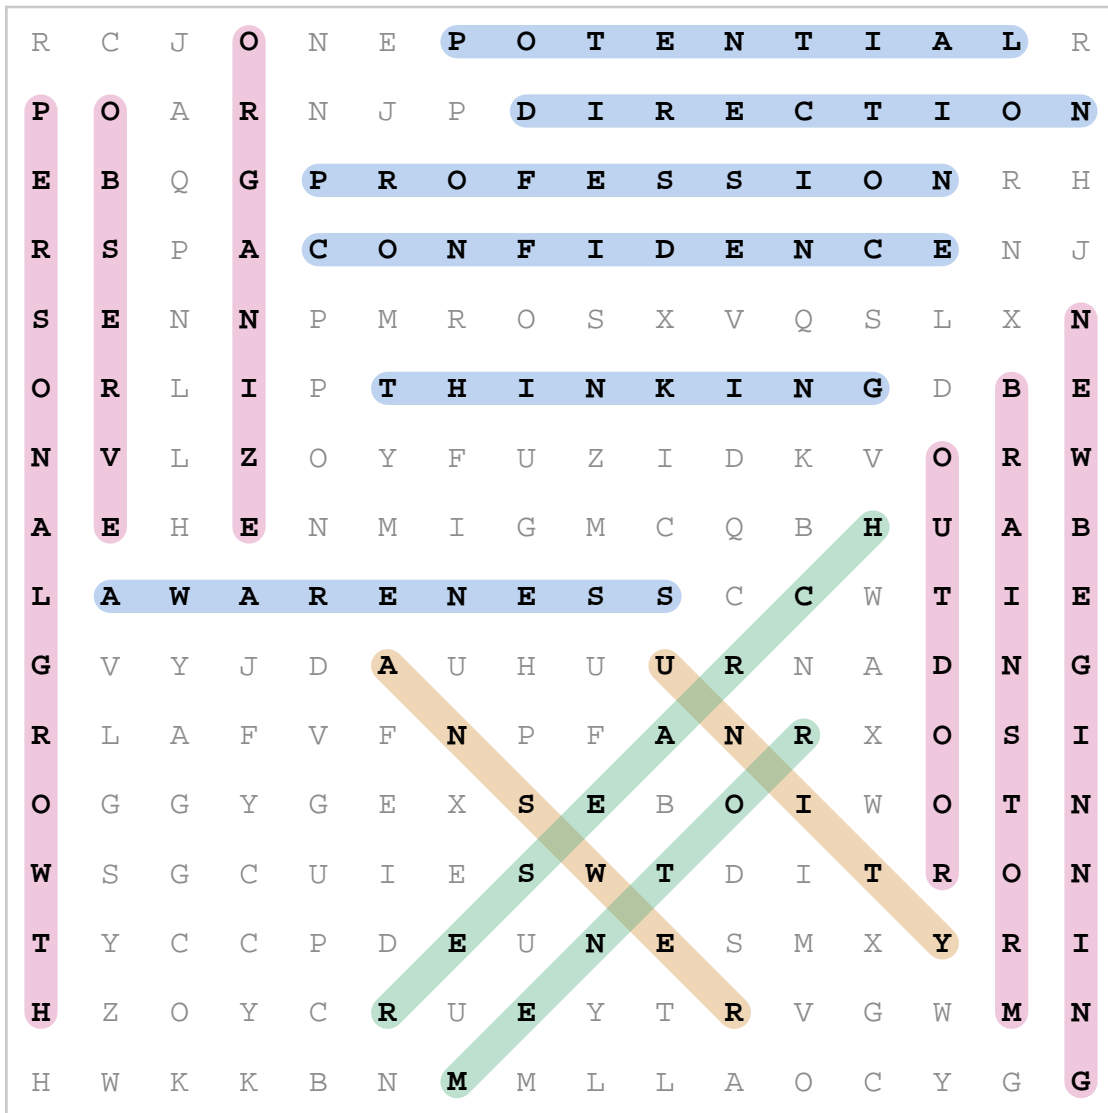 R C J O N E P O T E N T I A L R
P O A R N J P D I R E C T I O N
E B Q G P R O F E S S I O N R H
R S P A C O N F I D E N C E N J
S E N N P M R O S X V Q S L X N
O R L I P T H I N K I N G D B E
N V L Z O Y F U Z I D K V O R W
A E H E N M I G M C Q B H U A B
L A W A R E N E S S C C W T I E
G V Y J D A U H U U R N A D N G
R L A F V F N P F A N R X O S I
O G G Y G E X S E B O I W O T N
W S G C U I E S W T D I T R O N
T Y C C P D E U N E S M X Y R I
H Z O Y C R U E Y T R V G W M N
H W K K B N M M L L A O C Y G G